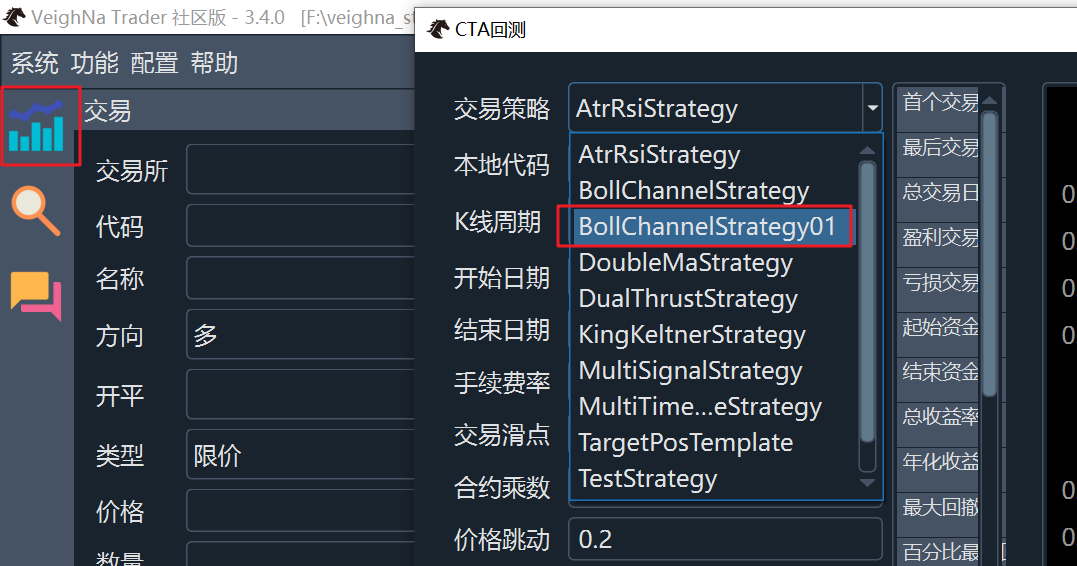 VeighNa Trader 社区版 - 3.4.0 [F:\veighna_st
系统 功能 配置 帮助
交易
交易所
代码
名称
方向 多
开平
类型 限价
价格
数量
CTA回测
交易策略 AtrRsiStrategy
本地代码
K线周期
开始日期
结束日期
手续费率
交易滑点
合约乘数
价格跳动 0.2
AtrRsiStrategy
BollChannelStrategy
BollChannelStrategy01
DoubleMaStrategy
DualThrustStrategy
KingKeltnerStrategy
MultiSignalStrategy
MultiTime...eStrategy
TargetPosTemplate
TestStrategy
首个交易
最后交易
总交易日
盈利交易
亏损交易
起始资金
结束资金
总收益率
年化收益
最大回撤
百分比最
0
0
0
0
0
0